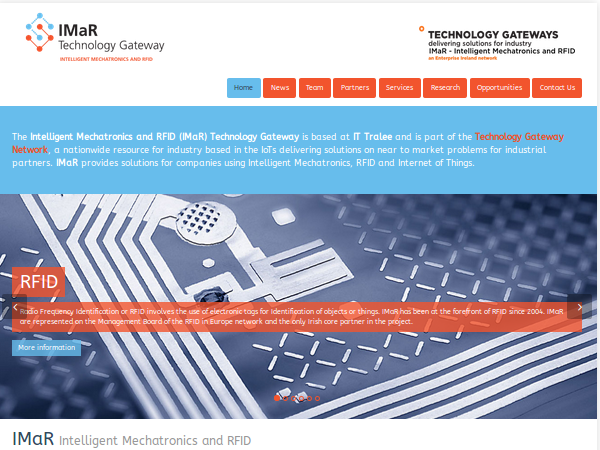 IMaR
Technology Gateway
INTELLIGENT MECHATRONICS AND RFID
TECHNOLOGY GATEWAYS
delivering solutions for industry
IMaR - Intelligent Mechatronics and RFID
an Enterprise Ireland network
Home News Team Partners Services Research Opportunities Contact Us
The Intelligent Mechatronics and RFID (IMaR) Technology Gateway is based at IT Tralee and is part of the Technology Gateway
Network, a nationwide resource for industry based in the IoTs delivering solutions on near to market problems for industrial
partners. IMaR provides solutions for companies using Intelligent Mechatronics, RFID and Internet of Things.
RFID
Radio Frequency Identification or RFID involves the use of electronic tags for identification of objects or things. IMaR has been at the forefront of RFID since 2004. IMaR
are represented on the Management Board of the RFID in Europe network and the only Irish core partner in the project.
More information
IMaR Intelligent Mechatronics and RFID